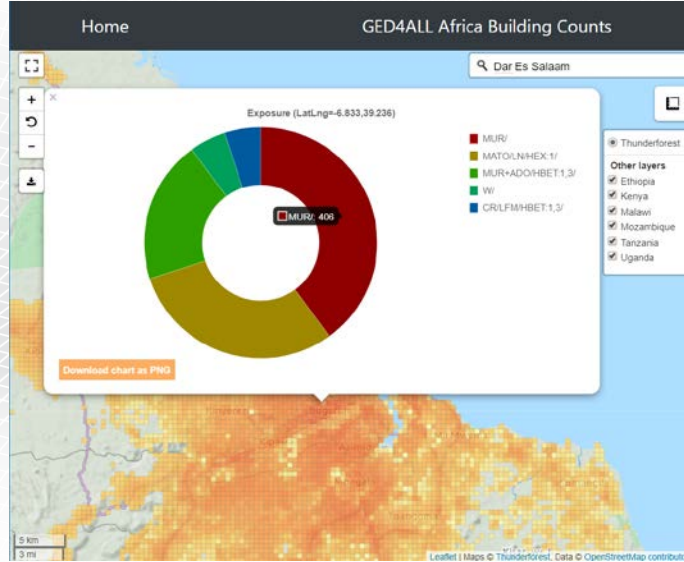 Home
GED4ALL Africa Building Counts
Dar Es Salaam
+
-
×
Exposure (LatLng=-6.833,39.236)
MUR/
MATO/LN/HEX:1/
MUR+ADO/HBET:1,3/
W/
CR/LFM/HBET:1,3/
MUR/: 406
Download chart as PNG
Thunderforest
Other layers
Ethiopia
Kenya
Malawi
Mozambique
Tanzania
Uganda
5 km
3 mi
Leaflet | Maps © Thunderforest, Data © OpenStreetMap contributo